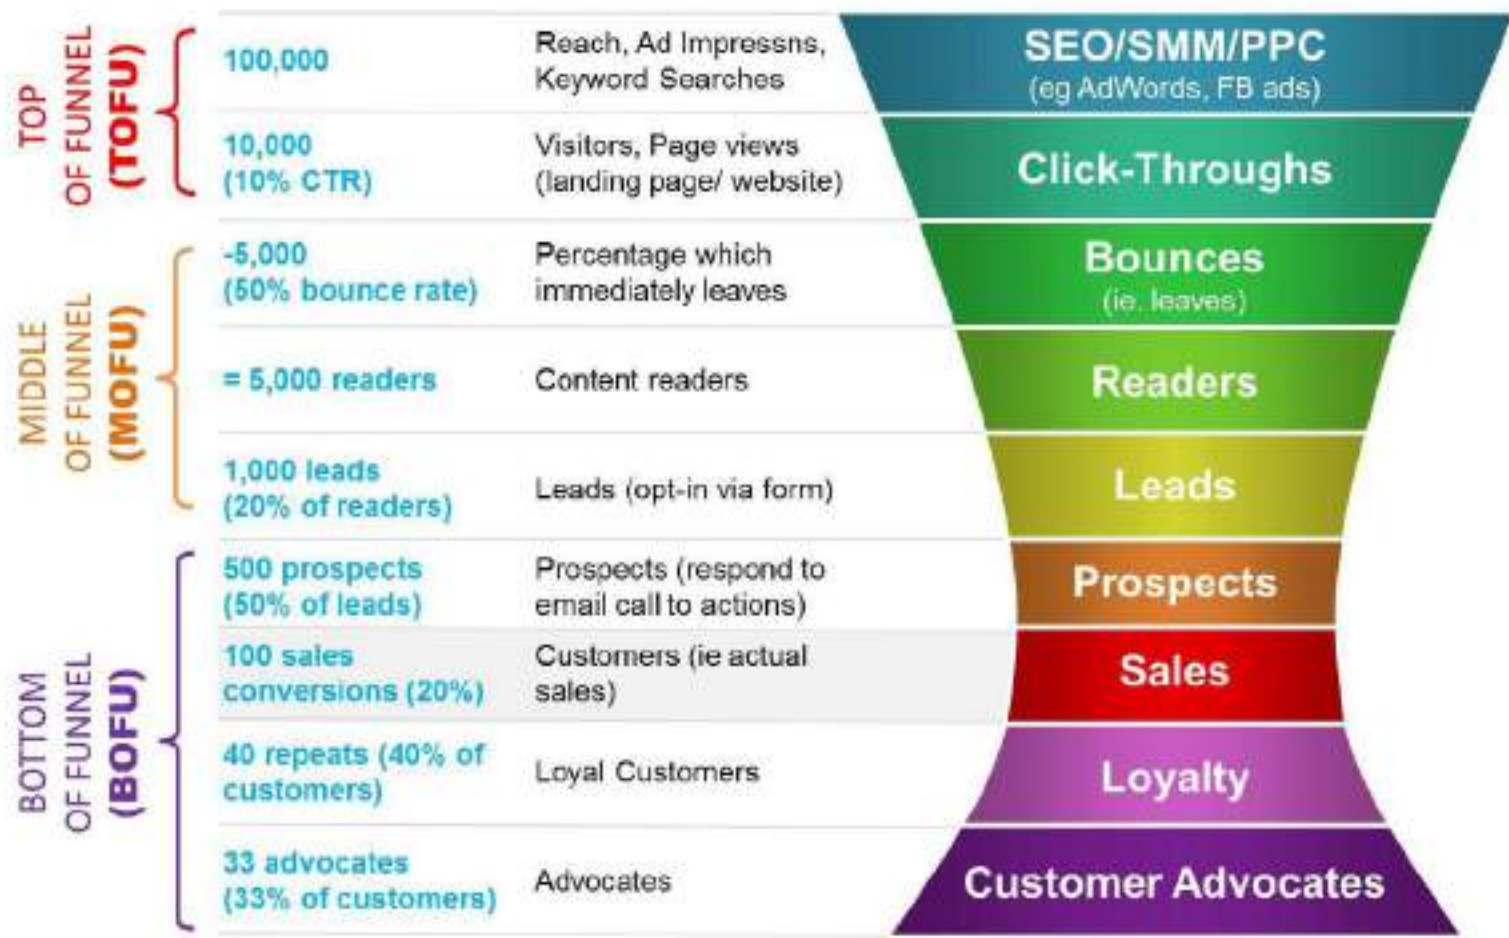 TOP
OF FUNNEL
(TOFU)
100,000
Reach, Ad Impressns,
Keyword Searches
SEO/SMM/PPC
(eg AdWords, FB ads)
10,000
(10% CTR)
Visitors, Page views
(landing page/ website)
Click-Throughs
MIDDLE
OF FUNNEL
(MOFU)
-5,000
(50% bounce rate)
Percentage which
immediately leaves
Bounces
(ie. leaves)
= 5,000 readers
Content readers
Readers
1,000 leads
(20% of readers)
Leads (opt-in via form)
Leads
BOTTOM
OF FUNNEL
(BOFU)
500 prospects
(50% of leads)
Prospects (respond to
email call to actions)
Prospects
100 sales
conversions (20%)
Customers (ie actual
sales)
Sales
40 repeats (40% of
customers)
Loyal Customers
Loyalty
33 advocates
(33% of customers)
Advocates
Customer Advocates